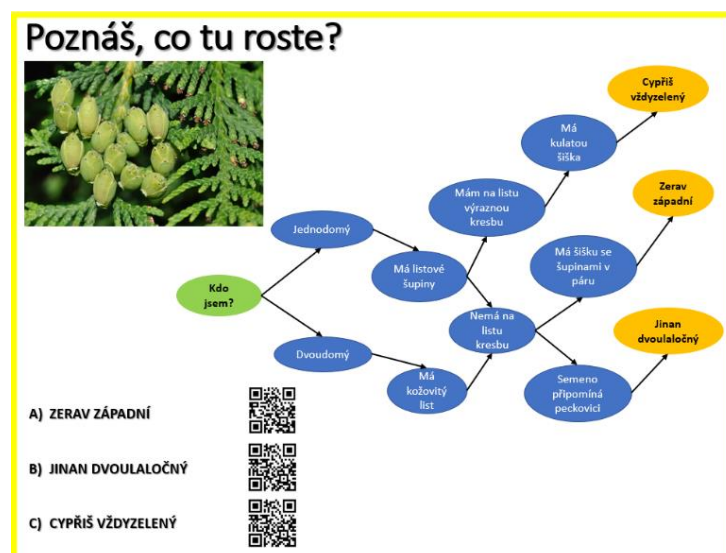 Poznáš, co tu roste?
Cypřiš
vždyzelený
Má
kulatou
šiška
Zerav
západní
Mám na listu
výraznou
kresbu
Jednodomý
Má listové
šupiny
Má šišku se
šupinami v
páru
Kdo
jsem?
Nemá na
listu
kresbu
Jinan
dvoulaločný
Dvoudomý
Má
kožovitý
list
Semeno
připomíná
peckovici
A) ZERAV ZÁPADNÍ
B) JINAN DVOULALOČNÝ
C) CYPŘIŠ VŽDYZELENÝ